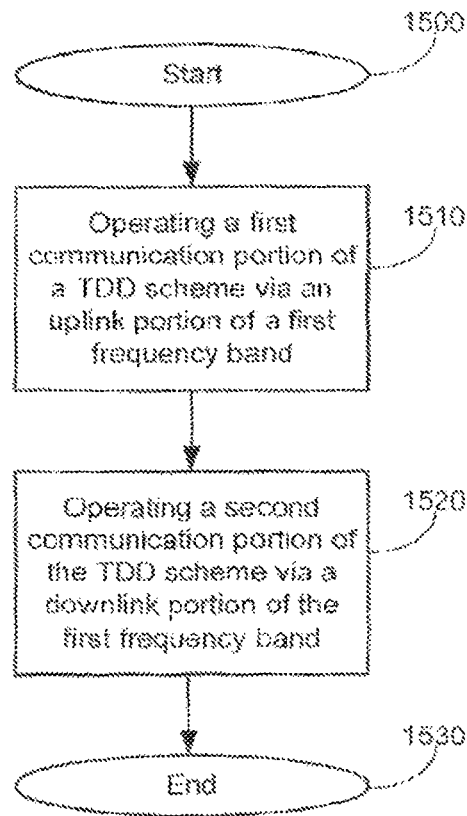 1500
Start
1510
Operating a first
communication portion of
a TDD scheme via an
uplink portion of a first
frequency band
1520
Operating a second
communication portion of
the TDD scheme via a
downlink portion of the
first frequency band
1530
End